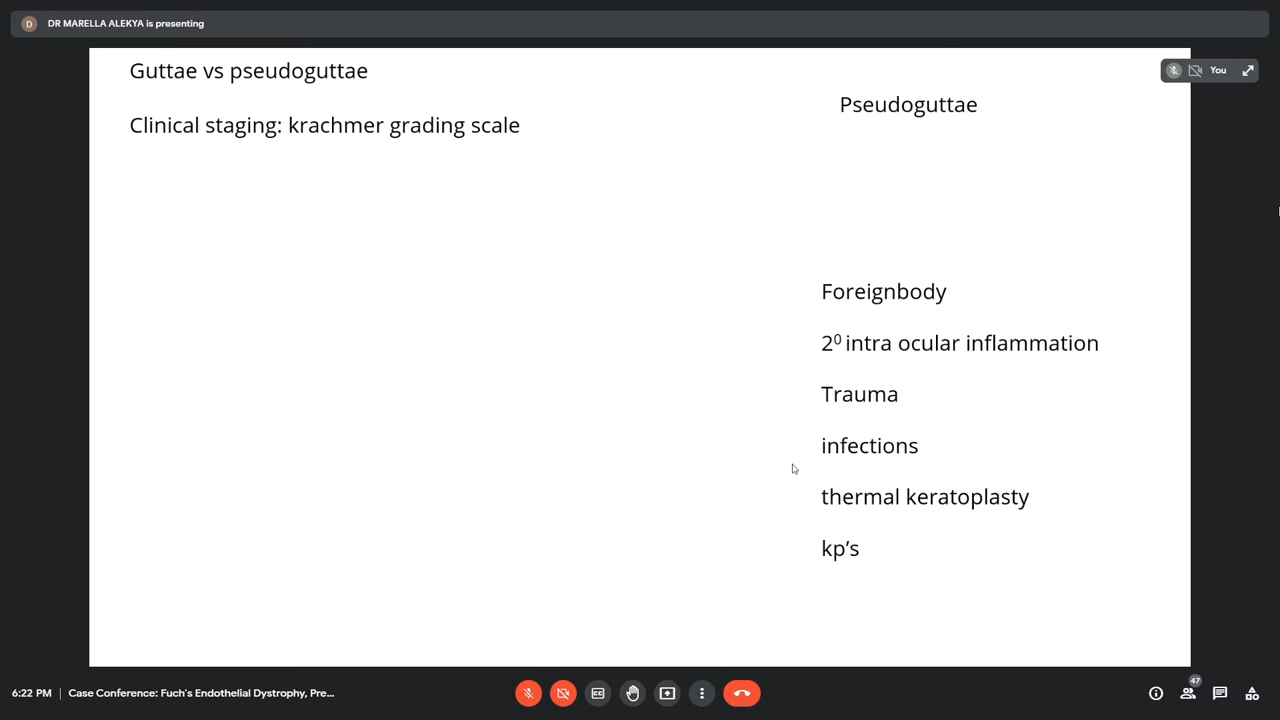 D DR MARELLA ALEKYA is presenting
Guttae vs pseudoguttae
You
Pseudoguttae
Clinical staging: krachmer grading scale
Foreignbody
2⁰ intra ocular inflammation
Trauma
infections
thermal keratoplasty
kp’s
6:22 PM | Case Conference: Fuch's Endothelial Dystrophy, Pre...
CC
47